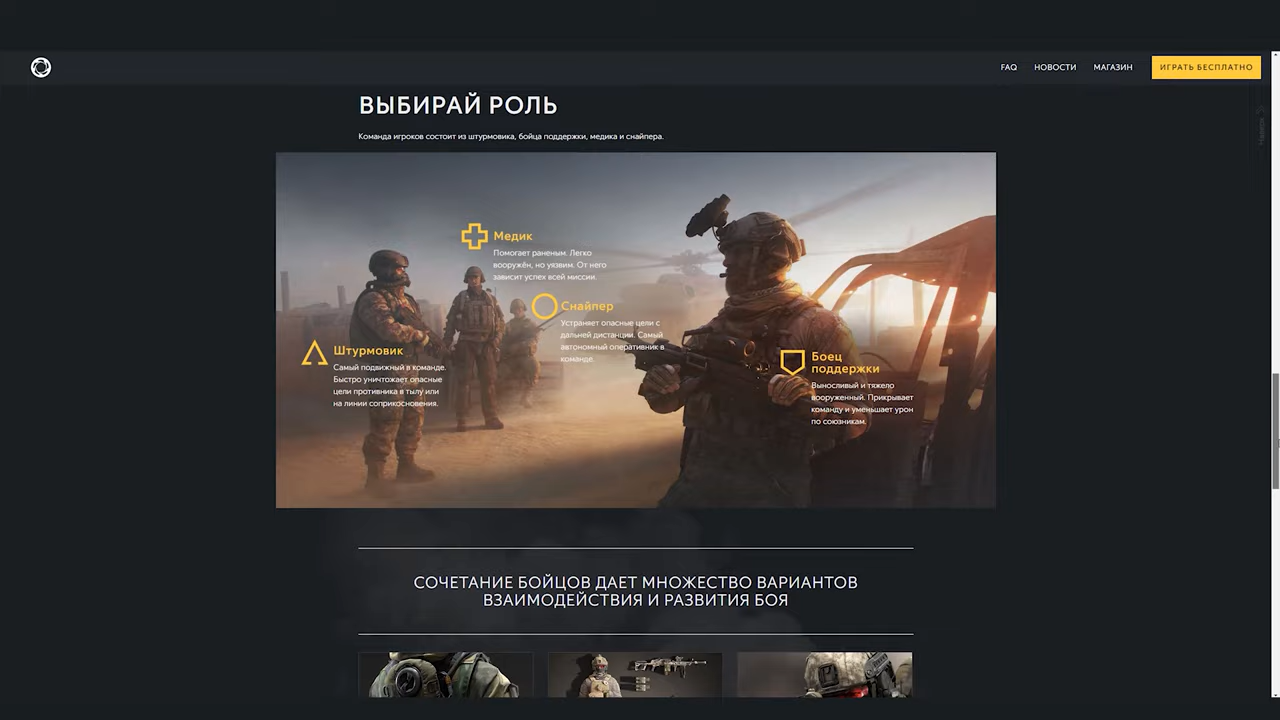 FAQ НОВОСТИ МАГАЗИН ИГРАТЬ БЕСПЛАТНО
ВЫБИРАЙ РОЛЬ
Команда игроков состоит из штурмовика, бойца поддержки, медика и снайпера.
Медик
Помогает раненым. Легко
вооружён, но уязвим. От него
зависит успех всей миссии.
Снайпер
Устраняет опасные цели с
дальней дистанции. Самый
автономный оперативник в
команде.
Штурмовик
Самый подвижный в команде.
Быстро уничтожает опасные
цели противника в тылу или
на линии соприкосновения.
Боец
поддержки
Выносливый и тяжело
вооруженный. Прикрывает
команду и уменьшает урон
по союзникам.
СОЧЕТАНИЕ БОЙЦОВ ДАЕТ МНОЖЕСТВО ВАРИАНТОВ
ВЗАИМОДЕЙСТВИЯ И РАЗВИТИЯ БОЯ